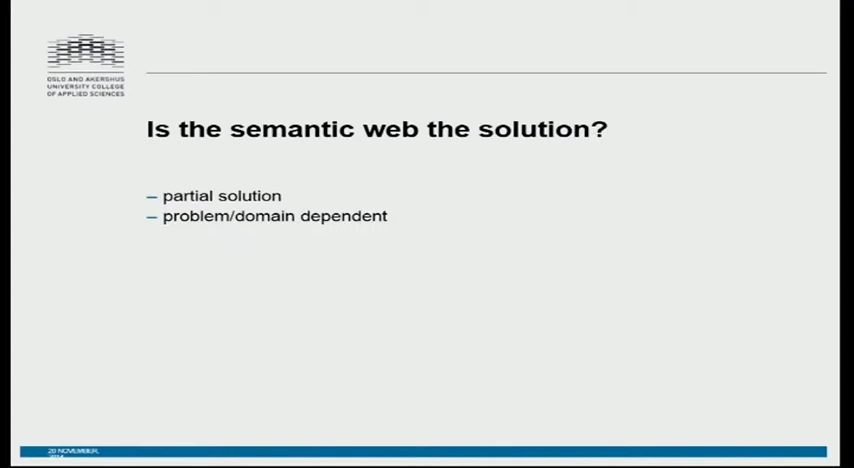 OSLO AND AKERSHUS
UNIVERSITY COLLEGE
OF APPLIED SCIENCES
Is the semantic web the solution?
– partial solution
– problem/domain dependent
20 NOVEMBER,